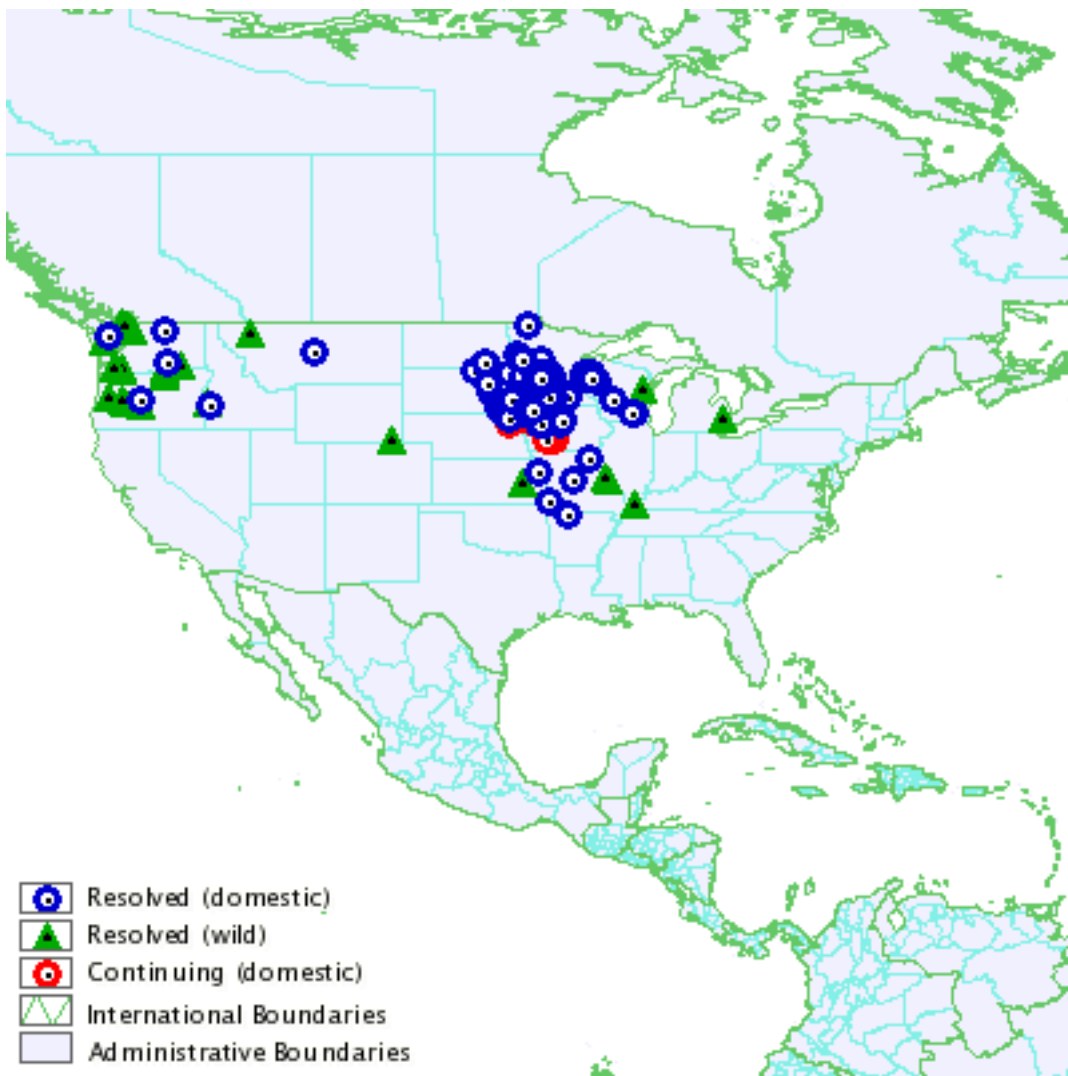 Resolved (domestic)
Resolved (wild)
Continuing (domestic)
International Boundaries
Administrative Boundaries